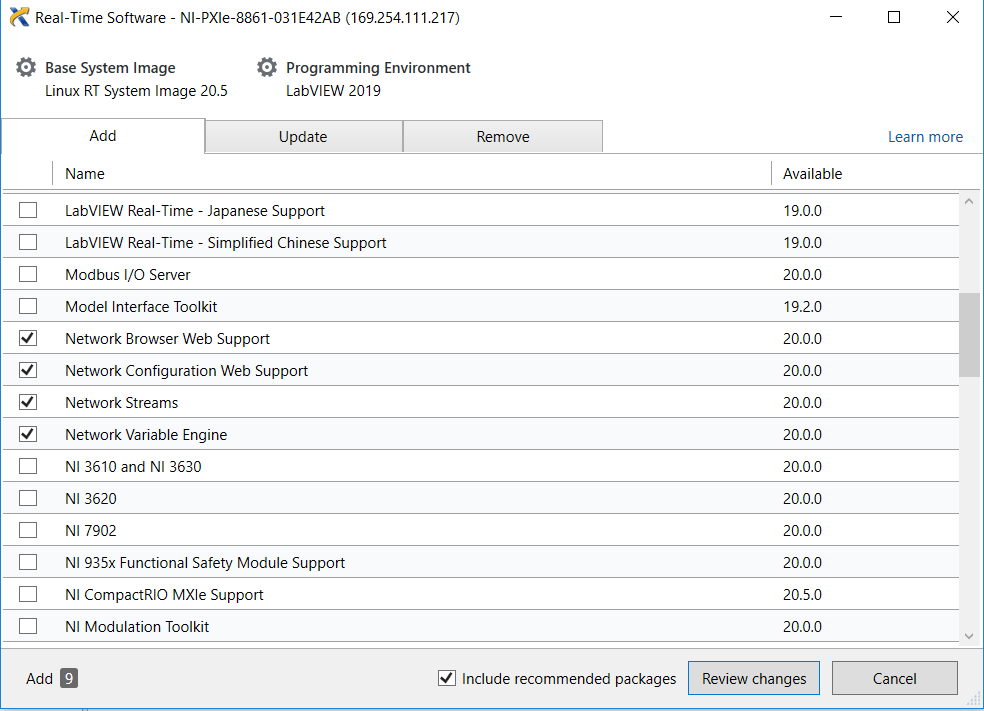 Real-Time Software - NI-PXIe-8861-031E42AB (169.254.111.217)
Base System Image
Linux RT System Image 20.5
Programming Environment
LabVIEW 2019
Add Update Remove Learn more
Name Available
LabVIEW Real-Time - Japanese Support 19.0.0
LabVIEW Real-Time - Simplified Chinese Support 19.0.0
Modbus I/O Server 20.0.0
Model Interface Toolkit 19.2.0
Network Browser Web Support 20.0.0
Network Configuration Web Support 20.0.0
Network Streams 20.0.0
Network Variable Engine 20.0.0
NI 3610 and NI 3630 20.0.0
NI 3620 20.0.0
NI 7902 20.0.0
NI 935x Functional Safety Module Support 20.0.0
NI CompactRIO MXIe Support 20.5.0
NI Modulation Toolkit 20.0.0
Add 9 Include recommended packages Review changes Cancel